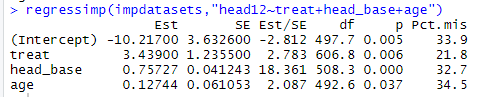 > regressimp(impdatasets,"head12~treat+head_base+age")
Est SE Est/SE df p Pct.mis
(Intercept) -10.21700 3.632600 -2.812 497.7 0.005 33.9
treat 3.43900 1.235500 2.783 606.8 0.006 21.8
head_base 0.75727 0.041243 18.361 508.3 0.000 32.7
age 0.12744 0.061053 2.087 492.6 0.037 34.5